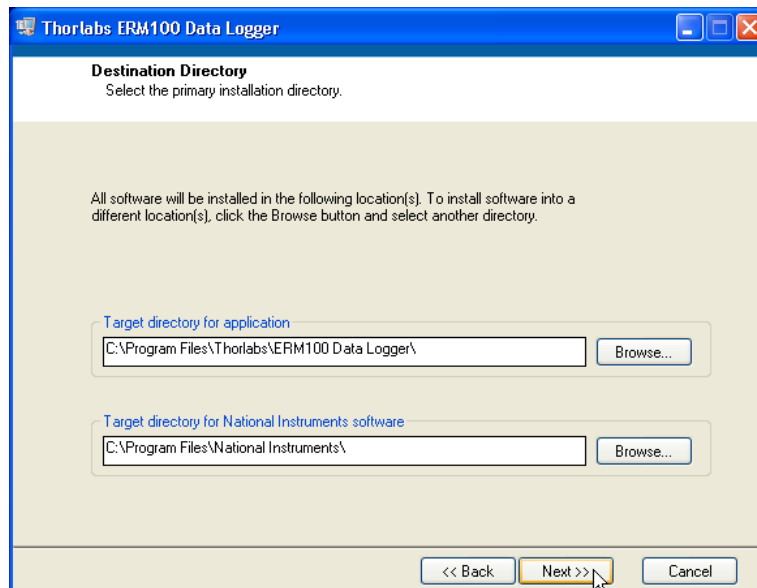 Thorlabs ERM100 Data Logger
Destination Directory
Select the primary installation directory.
All software will be installed in the following location(s). To install software into a
different location(s), click the Browse button and select another directory.
Target directory for application
C:\Program Files\Thorlabs\ERM100 Data Logger\
Browse...
Target directory for National Instruments software
C:\Program Files\National Instruments\
Browse...
<< Back
Next >>
Cancel